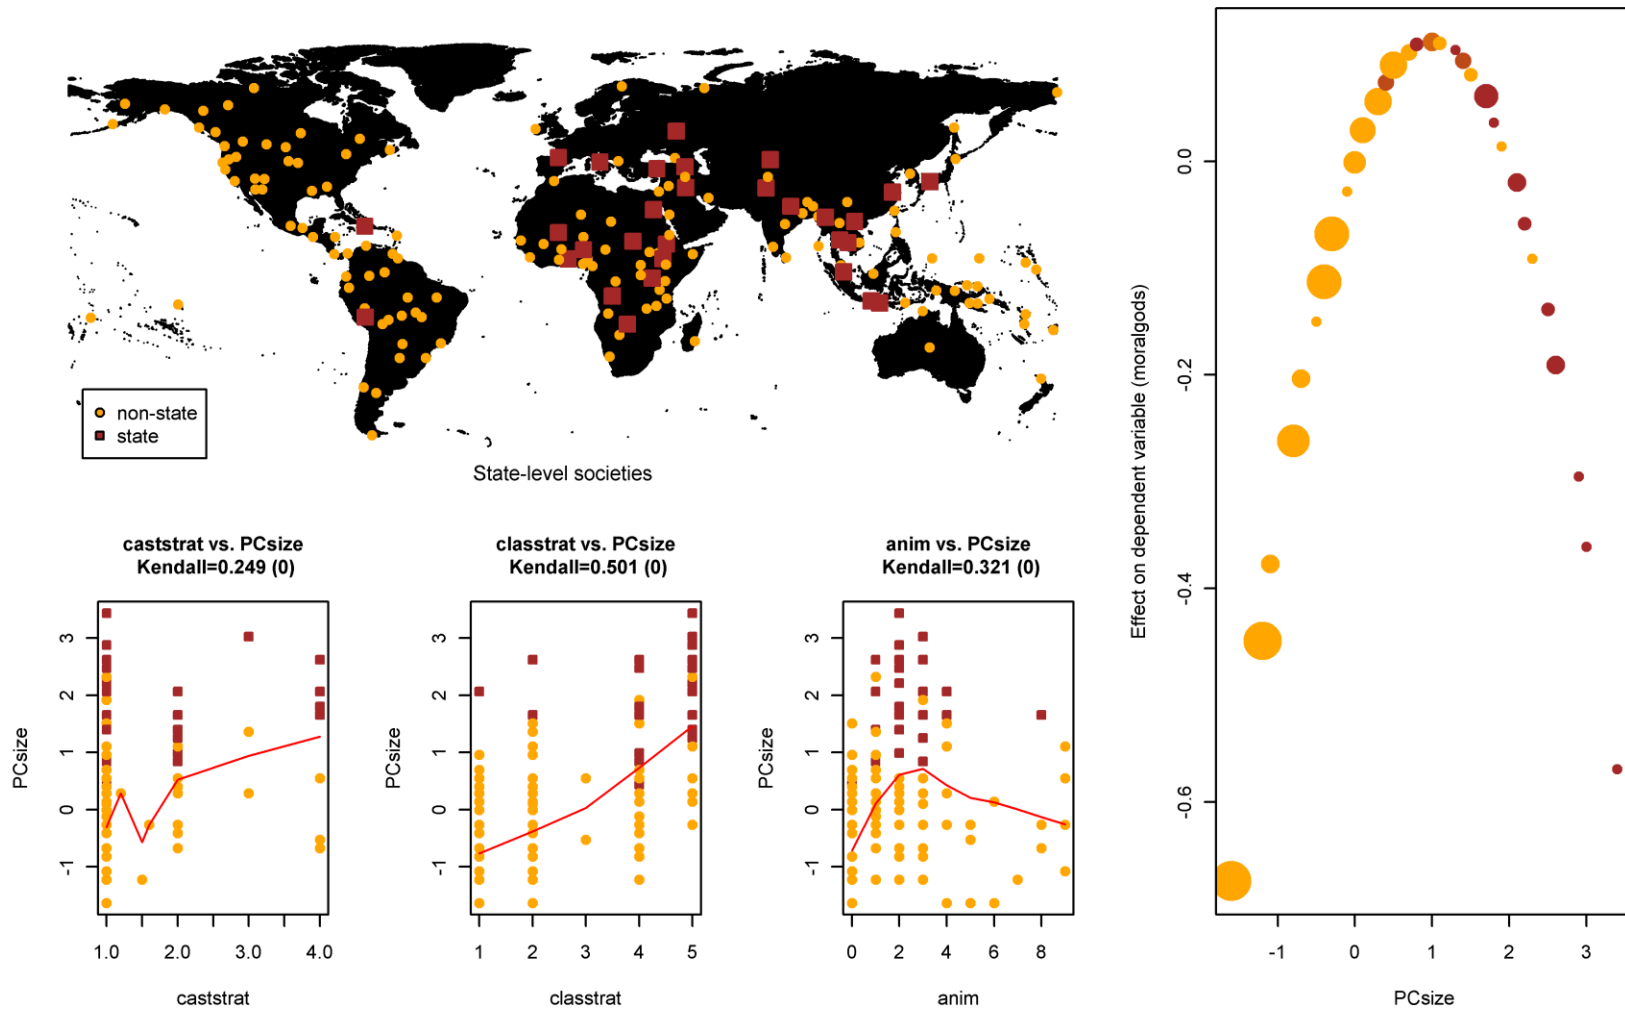 non-state
state
State-level societies
caststrat vs. PCsize
Kendall=0.249 (0)
PCsize
3
2
1
0
-1
1.0
2.0
3.0
4.0
caststrat
classtrat vs. PCsize
Kendall=0.501 (0)
PCsize
3
2
1
0
-1
1
2
3
4
5
classtrat
anim vs. PCsize
Kendall=0.321 (0)
PCsize
3
2
1
0
-1
0
2
4
6
8
anim
Effect on dependent variable (moralgods)
0.0
-0.2
-0.4
-0.6
-1
0
1
2
3
PCsize